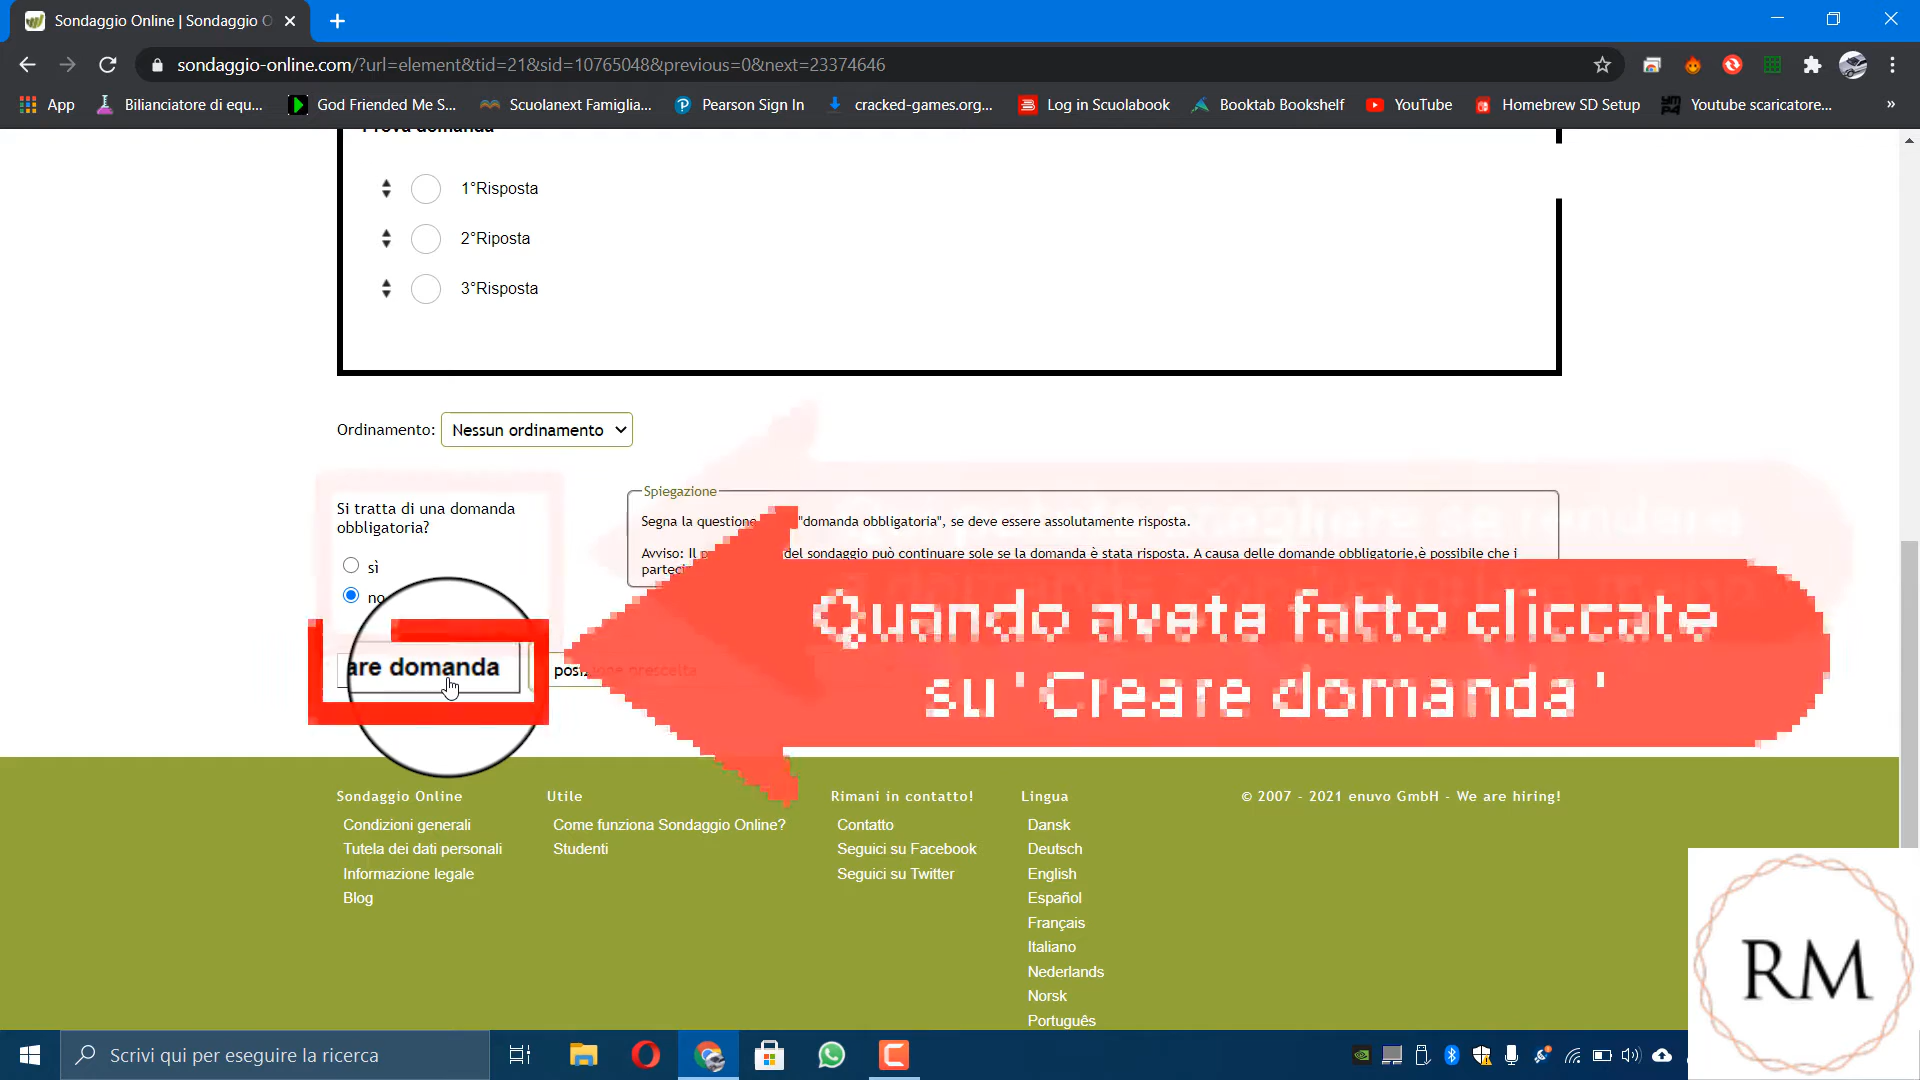 Sondaggio Online | Sondaggio O
sondaggio-online.com/?url=element&tid=21&sid=10765048&previous=0&next=23374646
App
Bilianciatore di equ...
God Friended Me S...
Scuolanext Famiglia...
Pearson Sign In
cracked-games.org...
Log in Scuolabook
Booktab Bookshelf
YouTube
Homebrew SD Setup
Youtube scaricatore...
»
Prova domanda
1°Risposta
2°Riposta
3°Risposta
Ordinamento: Nessun ordinamento
Si tratta di una domanda
obbligatoria?
sì
no
Spiegazione
Segna la questione "domanda obbligatoria", se deve essere assolutamente risposta.
Avviso: Il del sondaggio può continuare sole se la domanda è stata risposta. A causa delle domande obbligatorie,è possibile che i
are domanda
posizione prescelta
Quando avete fatto cliccate
su 'Creare domanda'
Sondaggio Online
Condizioni generali
Tutela dei dati personali
Informazione legale
Blog
Utile
Come funziona Sondaggio Online?
Studenti
Rimani in contatto!
Contatto
Seguici su Facebook
Seguici su Twitter
Lingua
Dansk
Deutsch
English
Español
Français
Italiano
Nederlands
Norsk
Português
© 2007 - 2021 enuvo GmbH - We are hiring!
RM
Scrivi qui per eseguire la ricerca